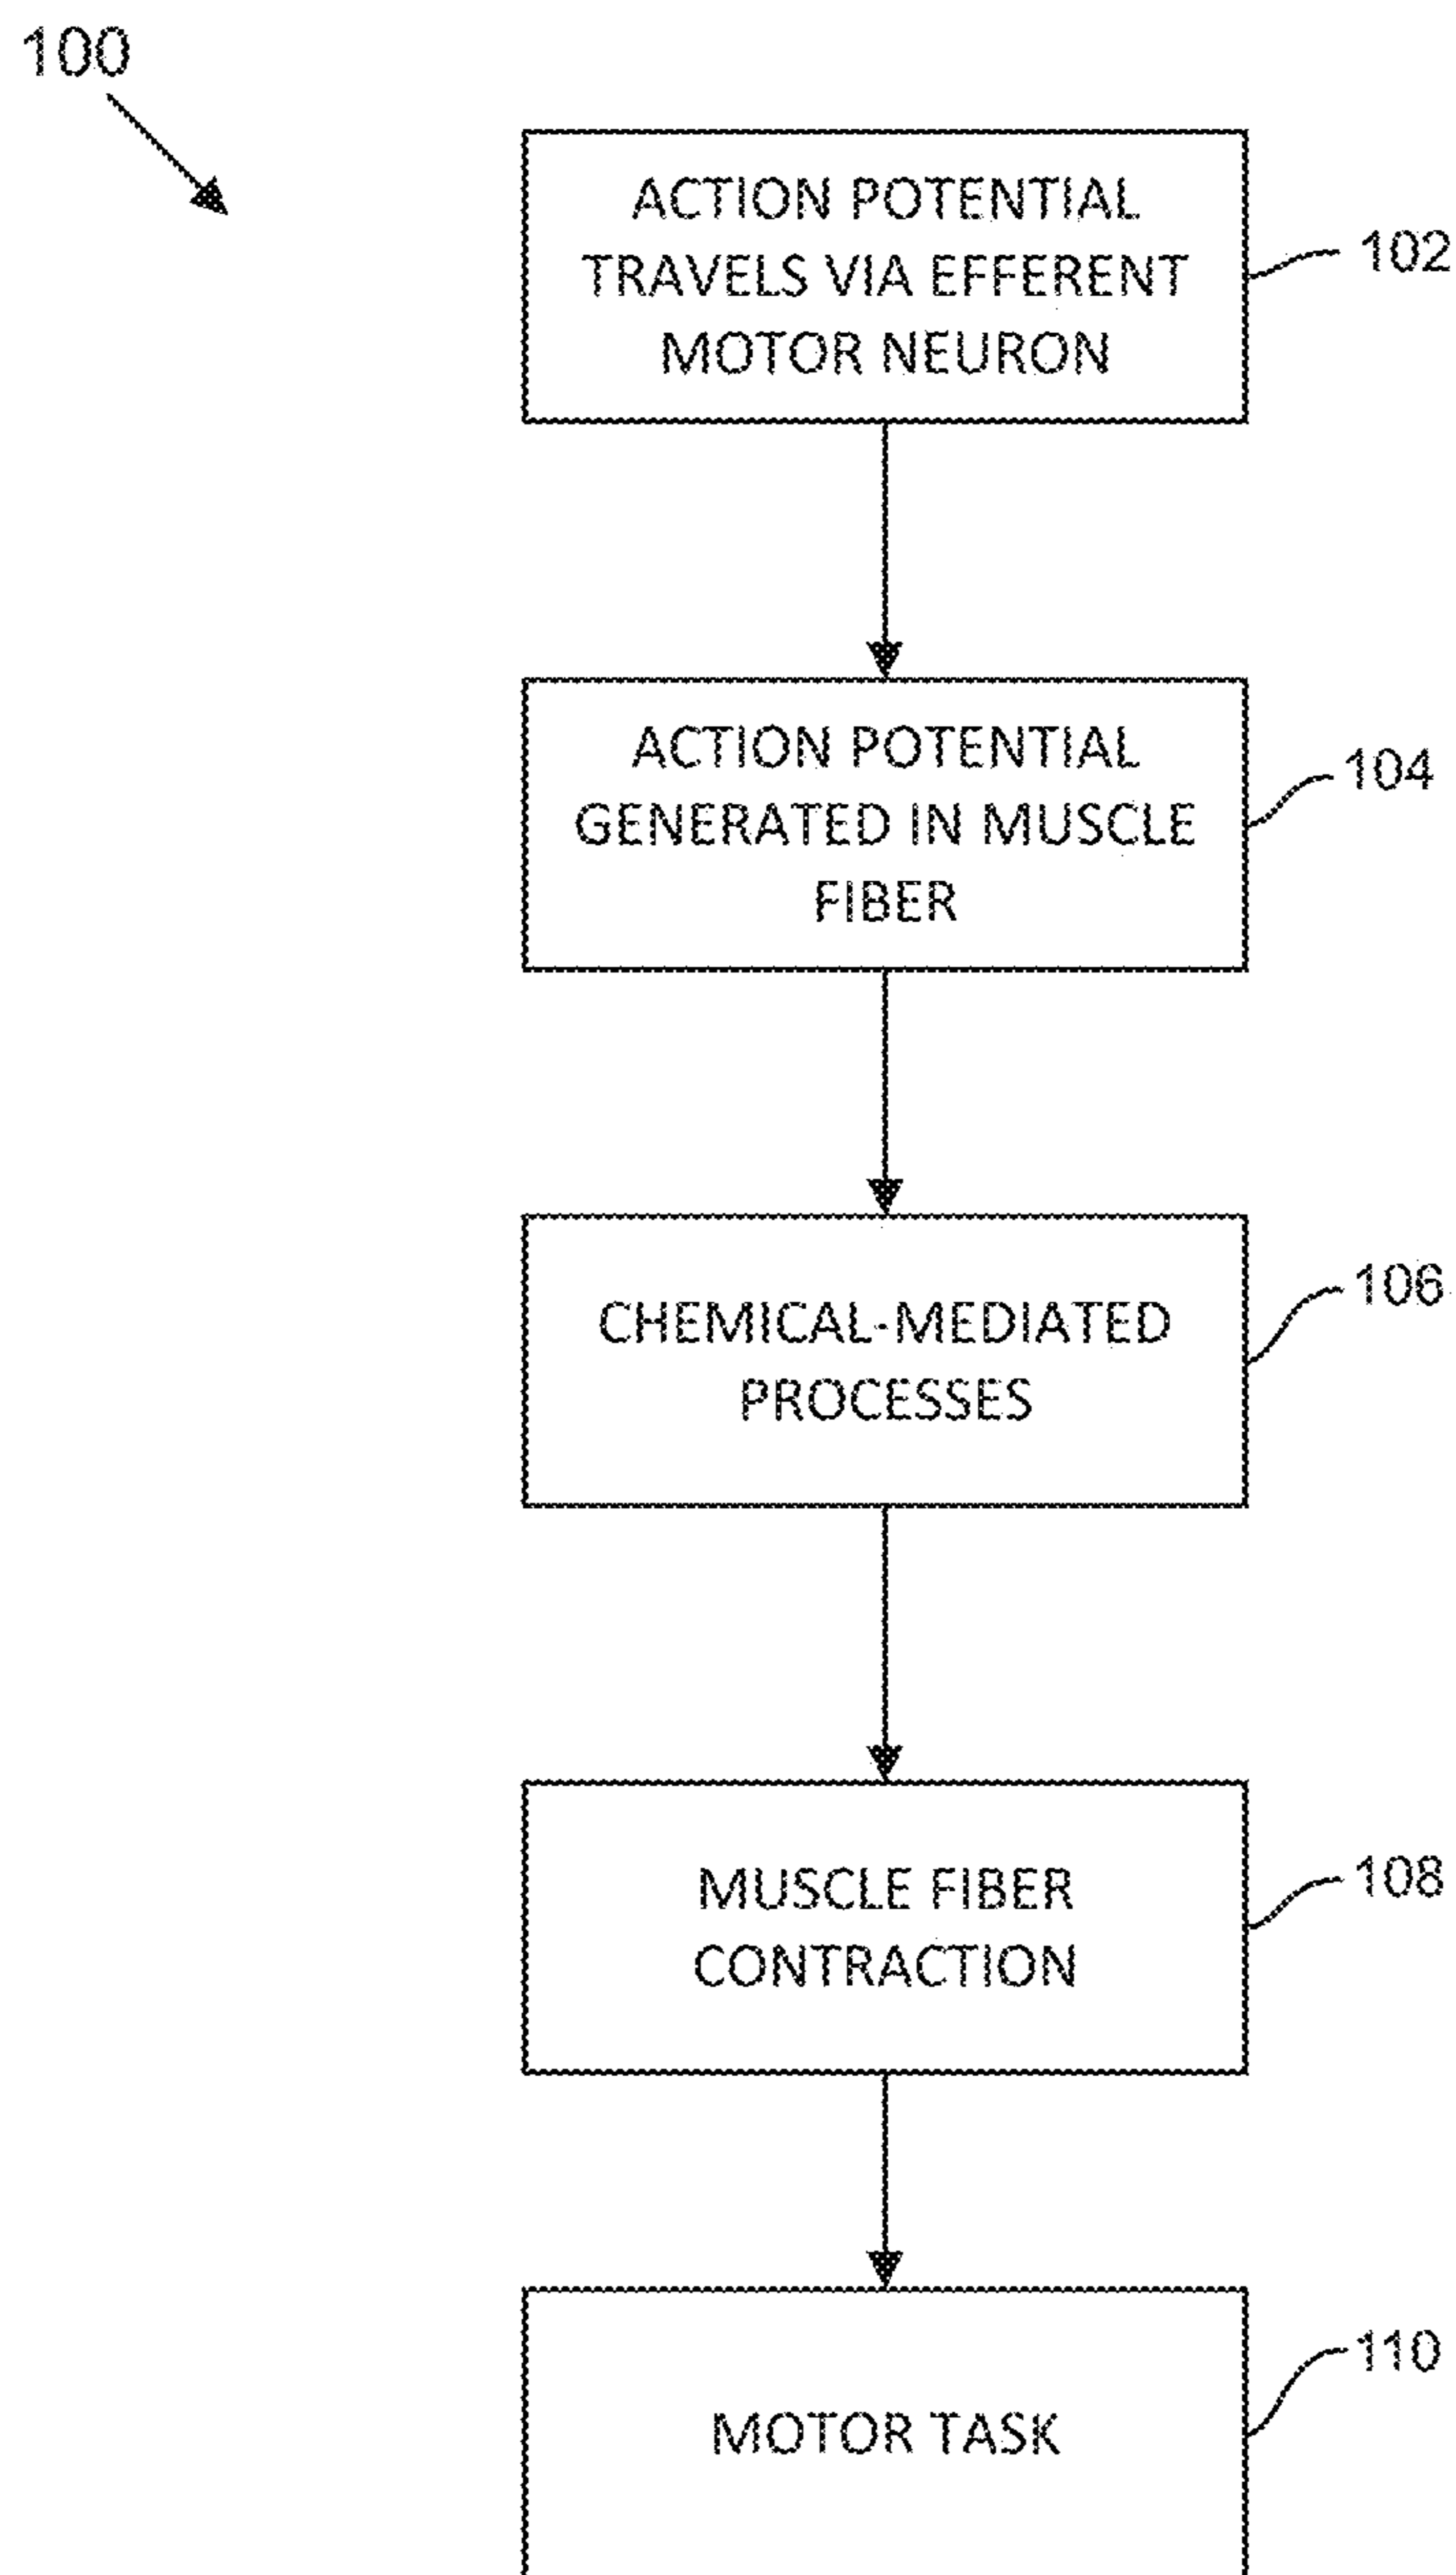 100
ACTION POTENTIAL
TRAVELS VIA EFFERENT
MOTOR NEURON
102
ACTION POTENTIAL
GENERATED IN MUSCLE
FIBER
104
CHEMICAL-MEDIATED
PROCESSES
106
MUSCLE FIBER
CONTRACTION
108
MOTOR TASK
110